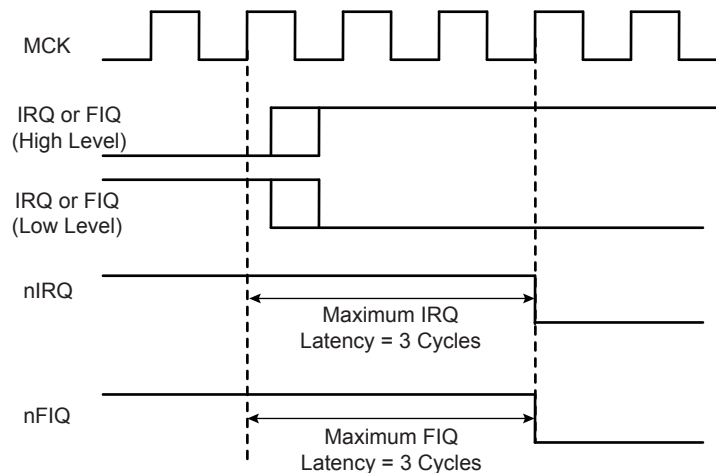 MCK
IRQ or FIQ
(High Level)
IRQ or FIQ
(Low Level)
nIRQ
Maximum IRQ
Latency = 3 Cycles
nFIQ
Maximum FIQ
Latency = 3 Cycles